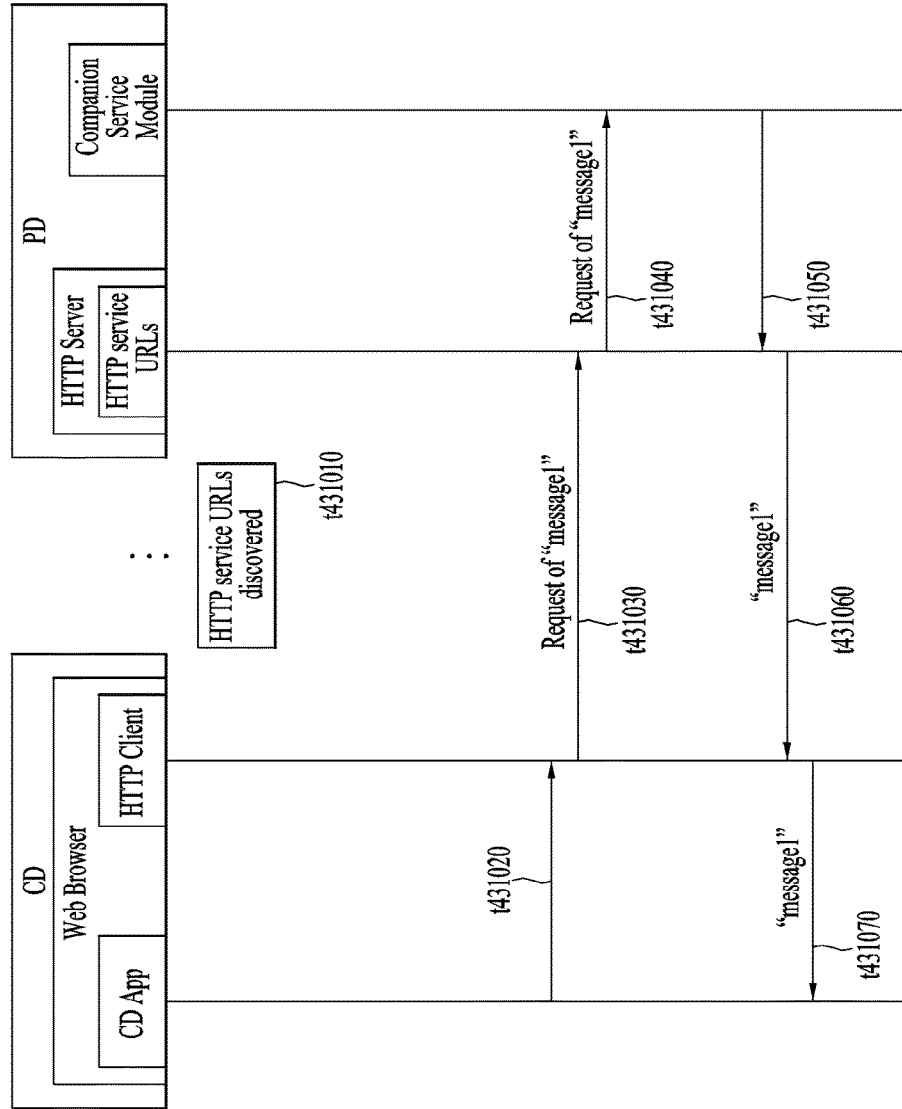 CD
Web Browser
CD App
HTTP Client
PD
HTTP Server
HTTP service
URLs
Companion
Service
Module
. . .
HTTP service URLs
discovered
t431010
t431020
Request of “message1”
t431030
Request of “message1”
t431040
t431050
“message1”
t431060
“message1”
t431070